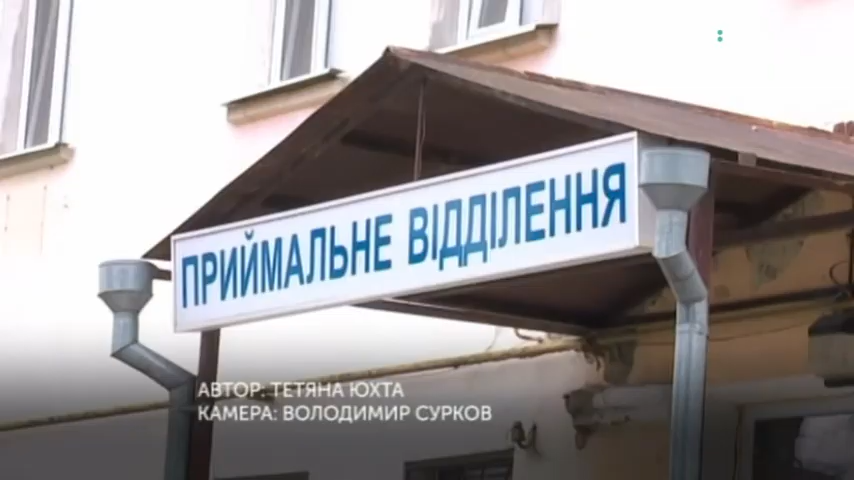 ПРИЙМАЛЬНЕ ВІДДІЛЕННЯ
АВТОР: ТЕТЯНА ЮХТА
КАМЕРА: ВОЛОДИМИР СУРКОВ